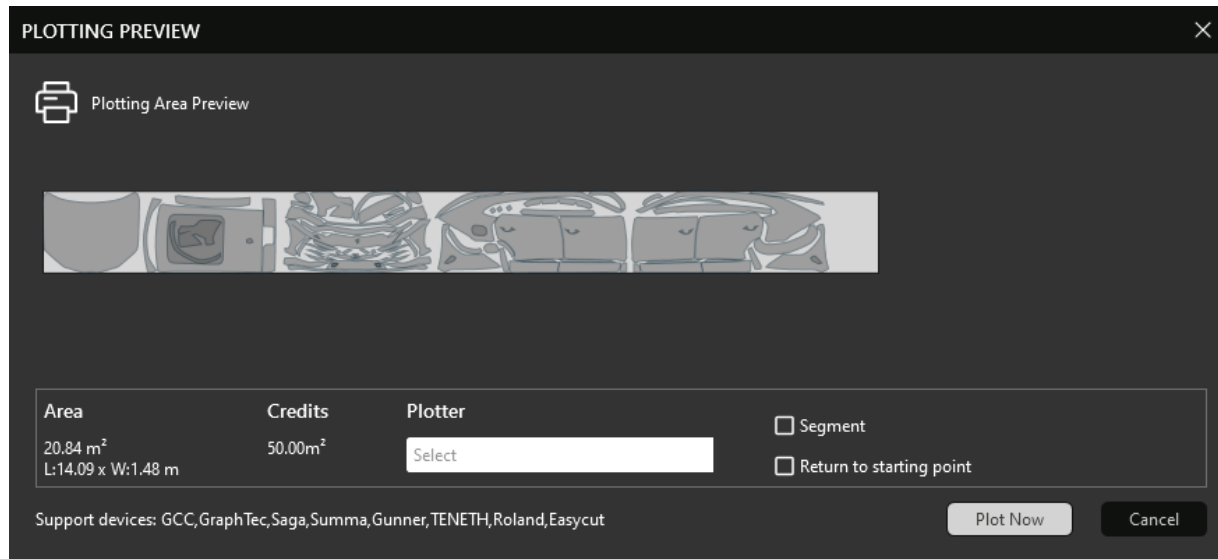 PLOTTING PREVIEW
Plotting Area Preview
Area
Credits
Plotter
20.84 m²
L:14.09 x W:1.48 m
50.00m²
Select
Segment
Return to starting point
Support devices: GCC,GraphTec,Saga,Summa,Gunner,TENETH,Roland,Easycut
Plot Now
Cancel